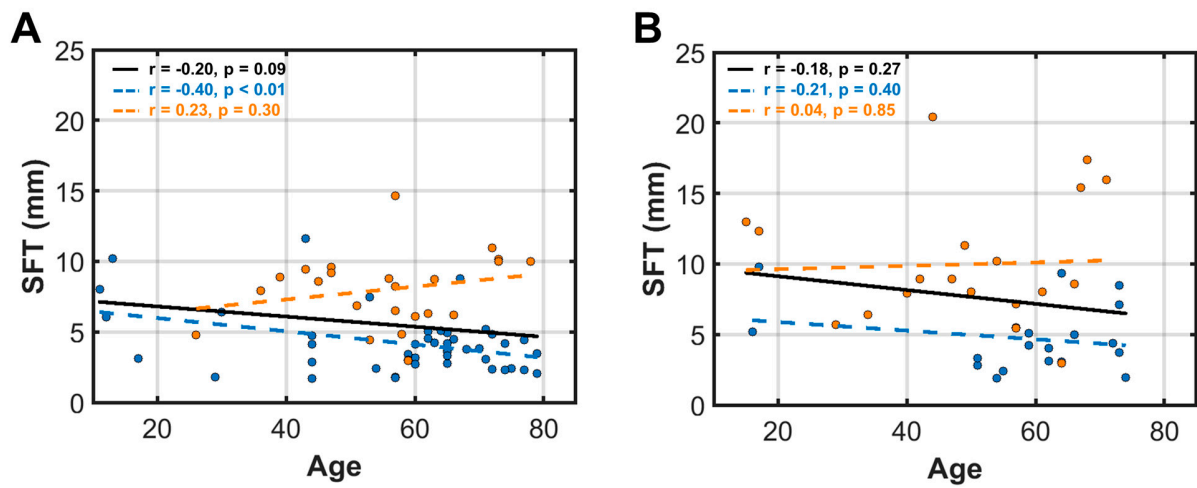 A
25
20
15
10
5
0
SFT (mm)
r = -0.20, p = 0.09
r = -0.40, p < 0.01
r = 0.23, p = 0.30
20 40 60 80
Age
B
25
20
15
10
5
0
SFT (mm)
r = -0.18, p = 0.27
r = -0.21, p = 0.40
r = 0.04, p = 0.85
20 40 60 80
Age